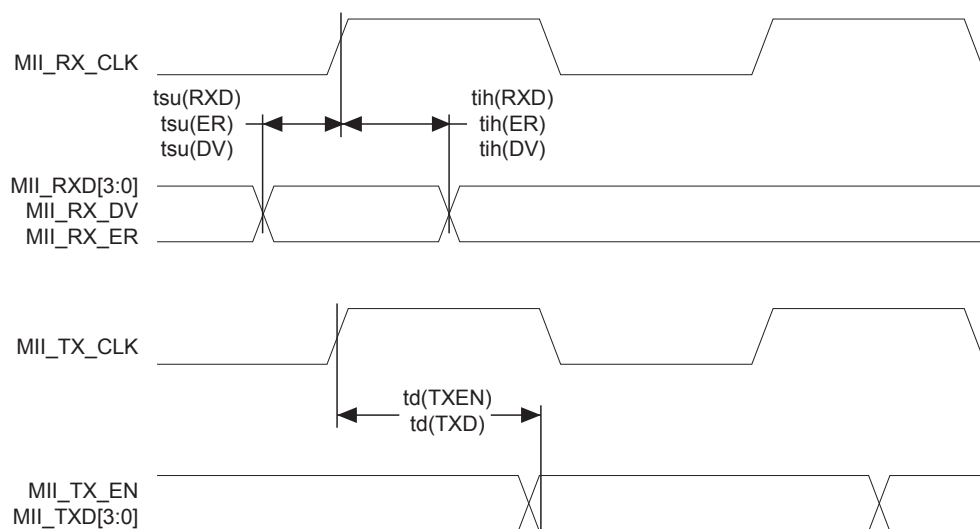 MII_RX_CLK
tsu(RXD)
tsu(ER)
tsu(DV)
tih(RXD)
tih(ER)
tih(DV)
MII_RXD[3:0]
MII_RX_DV
MII_RX_ER
MII_TX_CLK
td(TXEN)
td(TXD)
MII_TX_EN
MII_TXD[3:0]